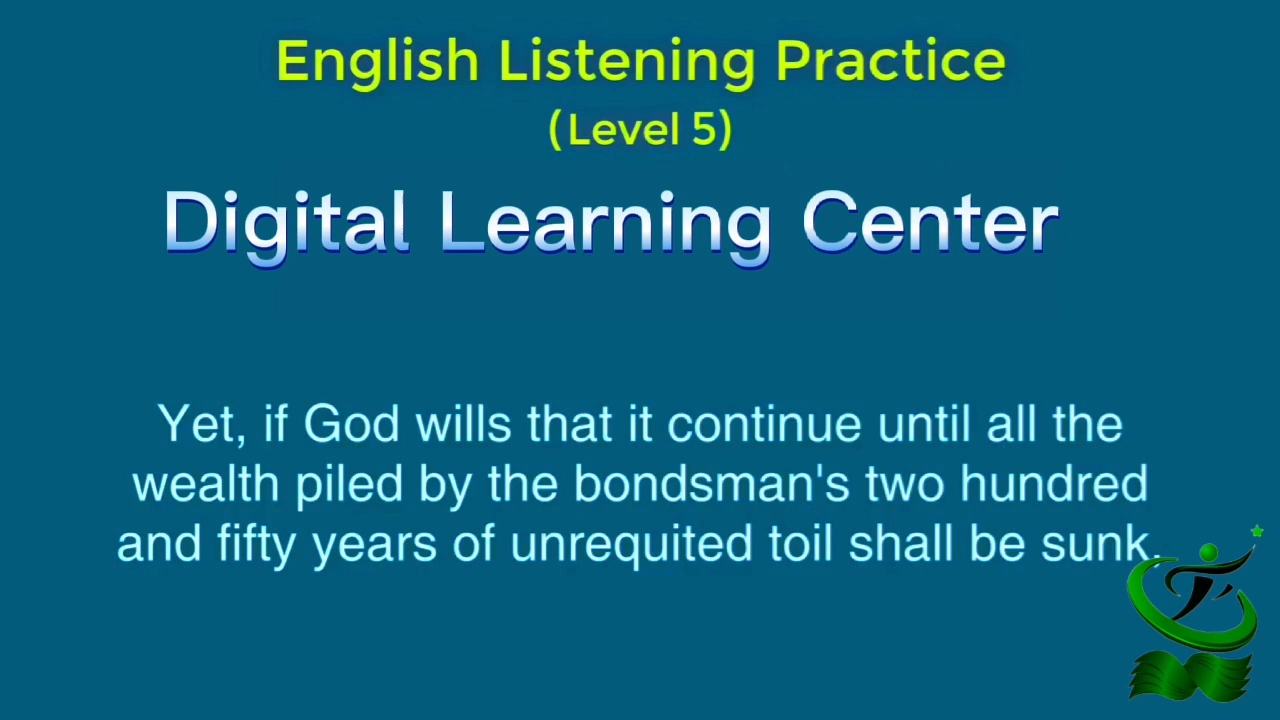 English Listening Practice
(Level 5)
Digital Learning Center
Yet, if God wills that it continue until all the
wealth piled by the bondsman's two hundred
and fifty years of unrequited toil shall be sunk,